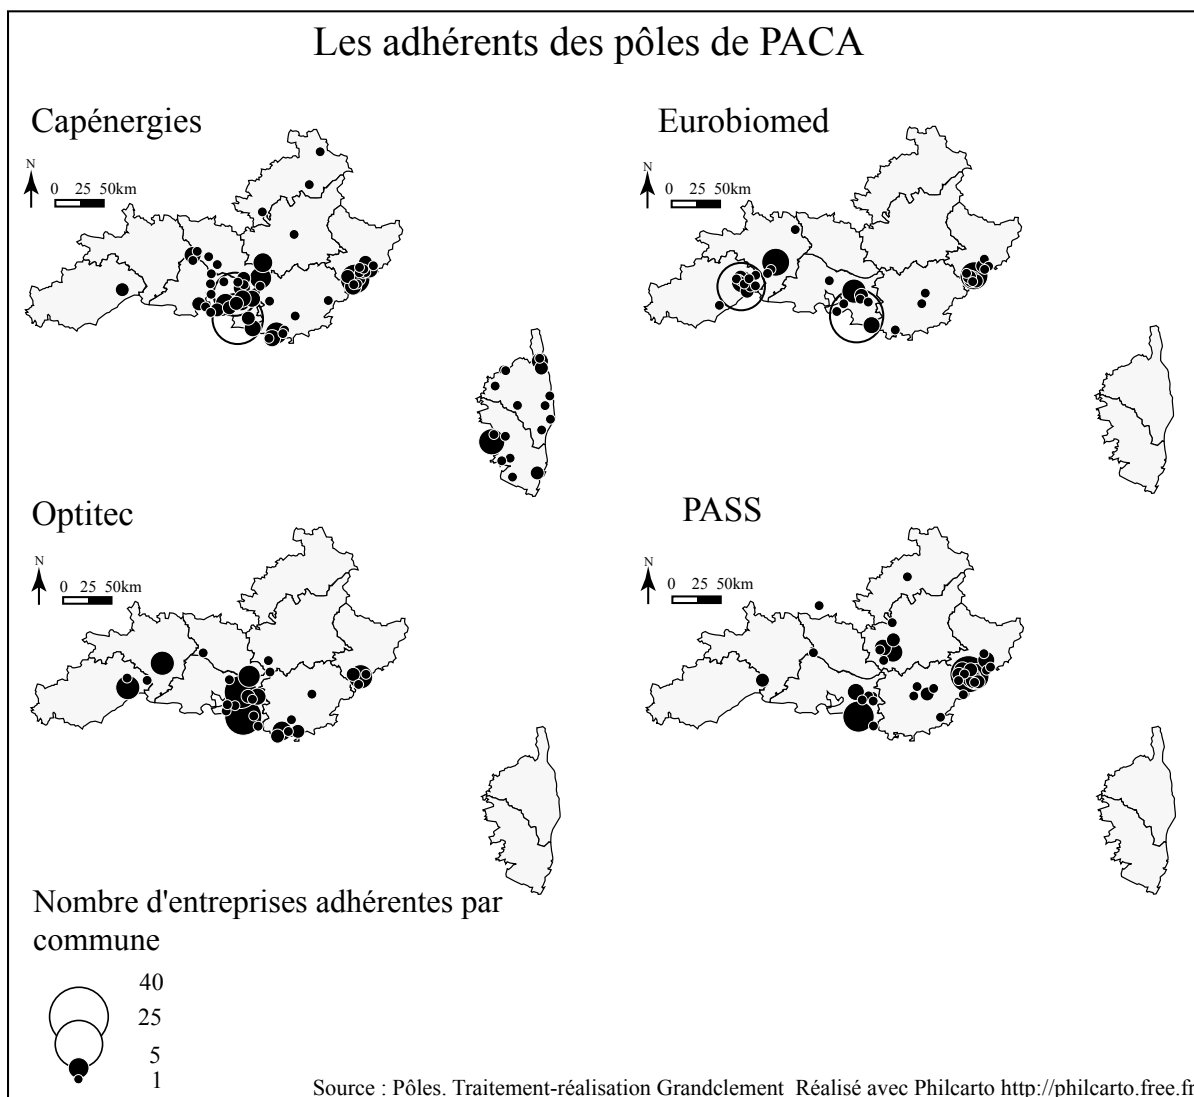 Les adhérents des pôles de PACA
Capénergies
N
0 25 50km
Eurobiomed
N
0 25 50km
Optitec
N
0 25 50km
PASS
N
0 25 50km
Nombre d'entreprises adhérentes par
commune
40
25
5
1
Source : Pôles. Traitement-réalisation Grandclement Réalisé avec Philcarto http://philcarto.free.fr